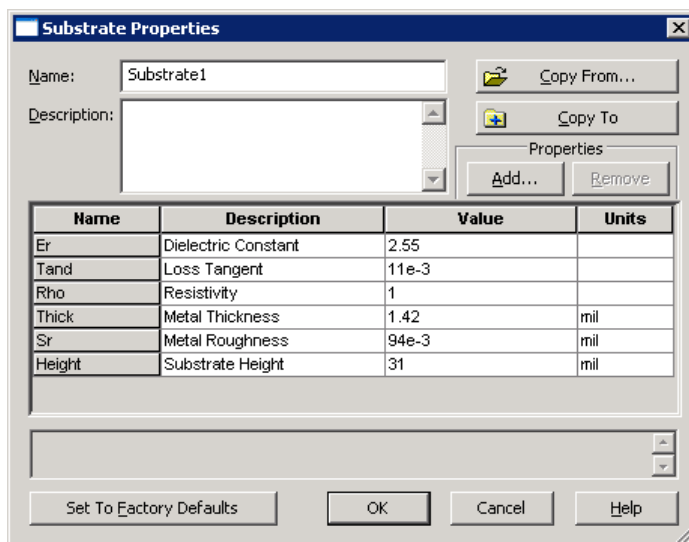 Substrate Properties
Name: Substrate1
Copy From...
Description:
Copy To
Properties
Add... Remove
Name Description Value Units
Er Dielectric Constant 2.55
Tand Loss Tangent 11e-3
Rho Resistivity 1
Thick Metal Thickness 1.42 mil
Sr Metal Roughness 94e-3 mil
Height Substrate Height 31 mil
Set To Factory Defaults OK Cancel Help